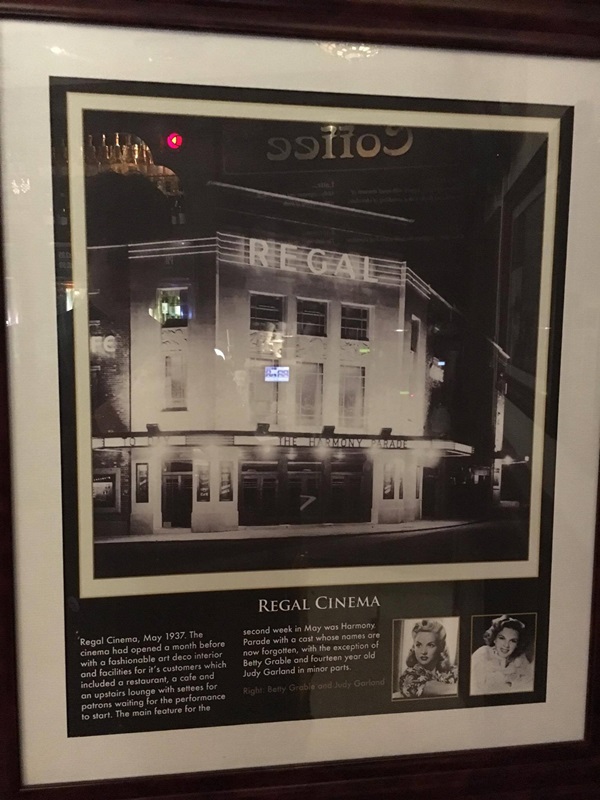 Coffee
REGAL
THE HARMONY PARADE
REGAL CINEMA
Regal Cinema, May 1937. The
cinema had opened a month before
with a fashionable art deco interior
and facilities for it's customers which
included a restaurant, a cafe and
an upstairs lounge with settees for
patrons waiting for the performance
to start. The main feature for the
second week in May was Harmony
Parade with a cast whose names are
now forgotten, with the exception of
Betty Grable and fourteen year old
Judy Garland in minor parts.
Right: Betty Grable and Judy Garland